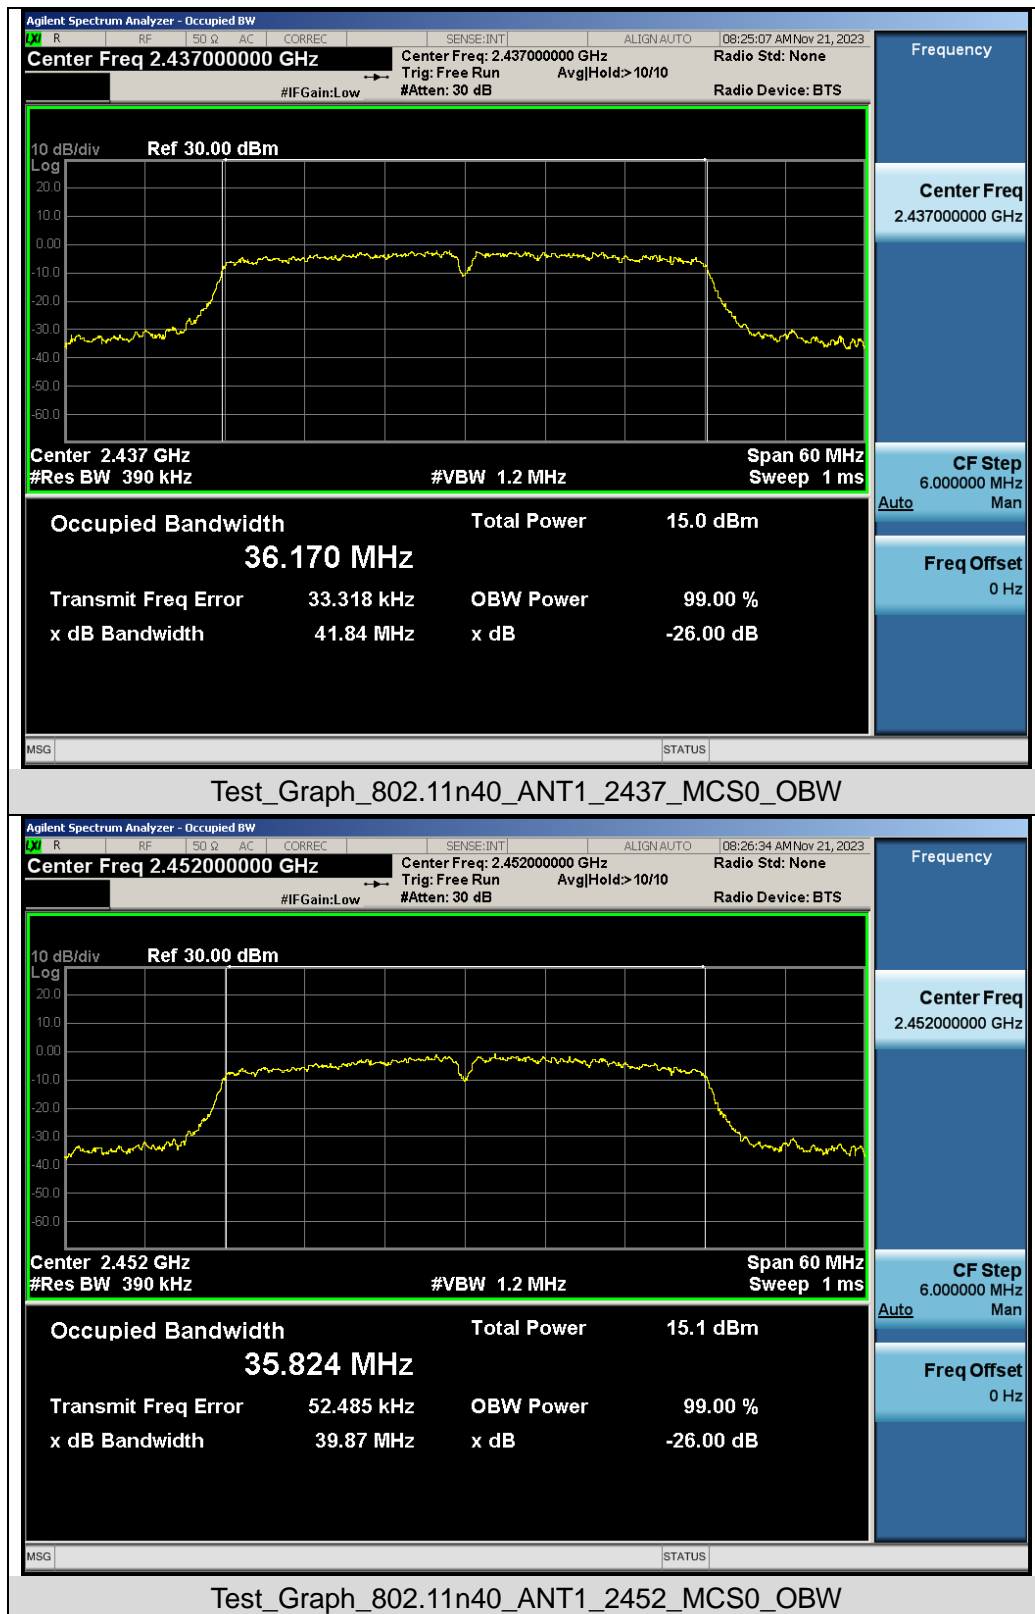 Agilent Spectrum Analyzer - Occupied BW
LXI R RF 50 Ω AC CORREC SENSE:INT ALIGN AUTO 08:25:07 AM Nov 21, 2023
Center Freq 2.437000000 GHz
Center Freq: 2.437000000 GHz Radio Std: None
Trig: Free Run Avg|Hold:>10/10
#IFGain:Low #Atten: 30 dB Radio Device: BTS
10 dB/div Ref 30.00 dBm
Log
20.0
10.0
0.00
-10.0
-20.0
-30.0
-40.0
-50.0
-60.0
Center 2.437 GHz Span 60 MHz
#Res BW 390 kHz #VBW 1.2 MHz Sweep 1 ms
Occupied Bandwidth Total Power 15.0 dBm
36.170 MHz
Transmit Freq Error 33.318 kHz OBW Power 99.00 %
x dB Bandwidth 41.84 MHz x dB -26.00 dB
MSG STATUS
Frequency
Center Freq
2.437000000 GHz
CF Step
6.000000 MHz
Auto Man
Freq Offset
0 Hz
Test_Graph_802.11n40_ANT1_2437_MCS0_OBW
Agilent Spectrum Analyzer - Occupied BW
LXI R RF 50 Ω AC CORREC SENSE:INT ALIGN AUTO 08:26:34 AM Nov 21, 2023
Center Freq 2.452000000 GHz
Center Freq: 2.452000000 GHz Radio Std: None
Trig: Free Run Avg|Hold:>10/10
#IFGain:Low #Atten: 30 dB Radio Device: BTS
10 dB/div Ref 30.00 dBm
Log
20.0
10.0
0.00
-10.0
-20.0
-30.0
-40.0
-50.0
-60.0
Center 2.452 GHz Span 60 MHz
#Res BW 390 kHz #VBW 1.2 MHz Sweep 1 ms
Occupied Bandwidth Total Power 15.1 dBm
35.824 MHz
Transmit Freq Error 52.485 kHz OBW Power 99.00 %
x dB Bandwidth 39.87 MHz x dB -26.00 dB
MSG STATUS
Frequency
Center Freq
2.452000000 GHz
CF Step
6.000000 MHz
Auto Man
Freq Offset
0 Hz
Test_Graph_802.11n40_ANT1_2452_MCS0_OBW